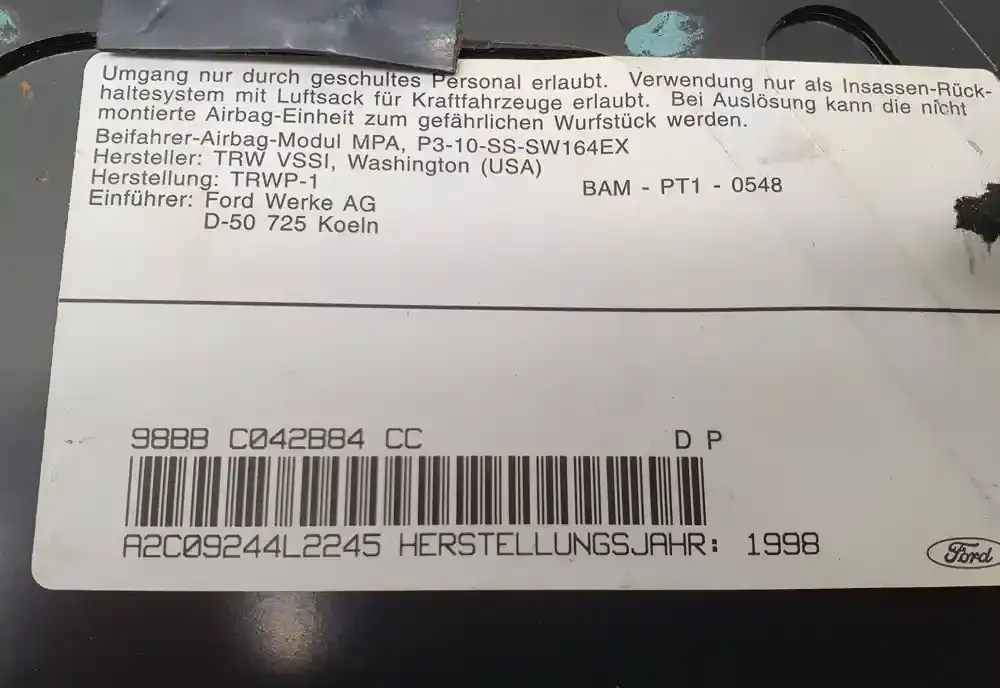 Umgang nur durch geschultes Personal erlaubt. Verwendung nur als Insassen-Rück-
haltesystem mit Luftsack für Kraftfahrzeuge erlaubt. Bei Auslösung kann die nicht
montierte Airbag-Einheit zum gefährlichen Wurfstück werden.
Beifahrer-Airbag-Modul MPA, P3-10-SS-SW164EX
Hersteller: TRW VSSI, Washington (USA)
Herstellung: TRWP-1
BAM - PT1 - 0548
Einführer: Ford Werke AG
D-50 725 Koeln
98BB C042B84 CC D P
A2C09244L2245 HERSTELLUNGSJAHR: 1998
Ford